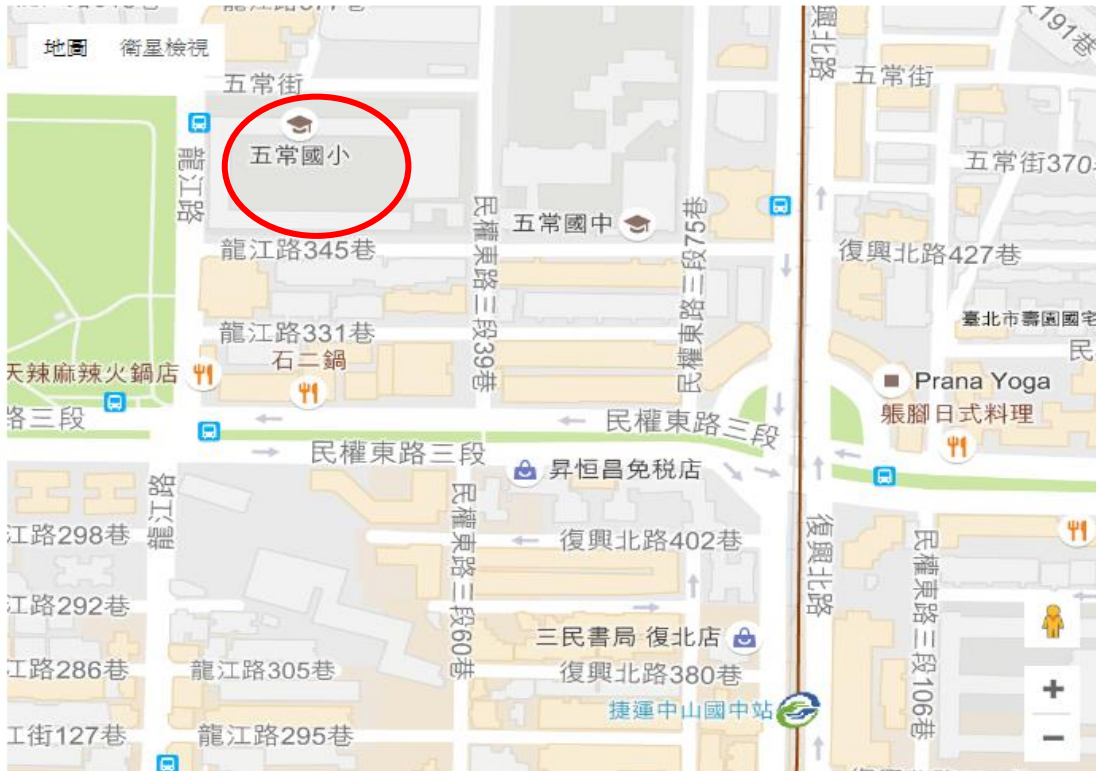 地圖 衛星檢視
復興北路
191巷
五常街
五常街
五常國小
龍江路
五常街370
五常國中
民權東路三段39巷
民權東路三段75巷
龍江路345巷
復興北路427巷
龍江路331巷
臺北市壽園國宅
民
石二鍋
天辣麻辣火鍋店
Prana Yoga
賬腳日式料理
路三段
民權東路三段
民權東路三段
昇恒昌免税店
龍江路
民權東路三段60巷
江路298巷
復興北路402巷
復興北路
民權東路三段106巷
江路292巷
三民書局 復北店
江路286巷
龍江路305巷
復興北路380巷
捷運中山國中站
江街127巷
龍江路295巷